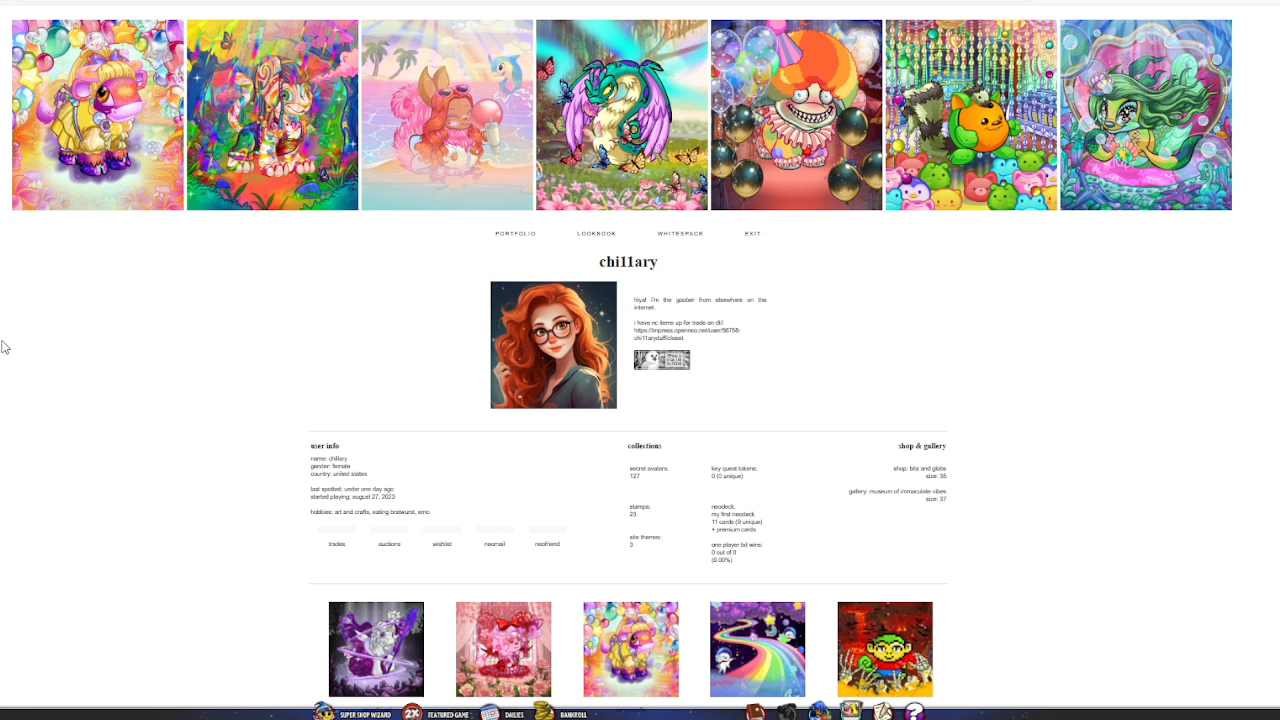 PORTFOLIO LOOKBOOK WHITESPACE EXIT
chi11ary
hiya! i'm the goober from elsewhere on the
internet.
i have nc items up for trade on dti!
https://impress.openneo.net/user/56758-
user info
name: chillary
gender: female
country: united states
last spotted: under one day ago
started playing: august 27, 2023
hobbies: art and crafts, eating bratwurst, emo
trades auctions wishlist neomail neofriend
collections
secret avatars:
127
stamps:
23
site themes:
3
key quest tokens:
0 (0 unique)
neodeck:
my first neodeck
11 cards (9 unique)
+ premium cards
one player bd wins:
0 out of 0
(0.00%)
shop & gallery
shop: bits and globs
size: 35
gallery: museum of immaculate vibes
size: 37
SUPER SHOP WIZARD 2X FEATURED GAME DAILIES BANKROLL ?